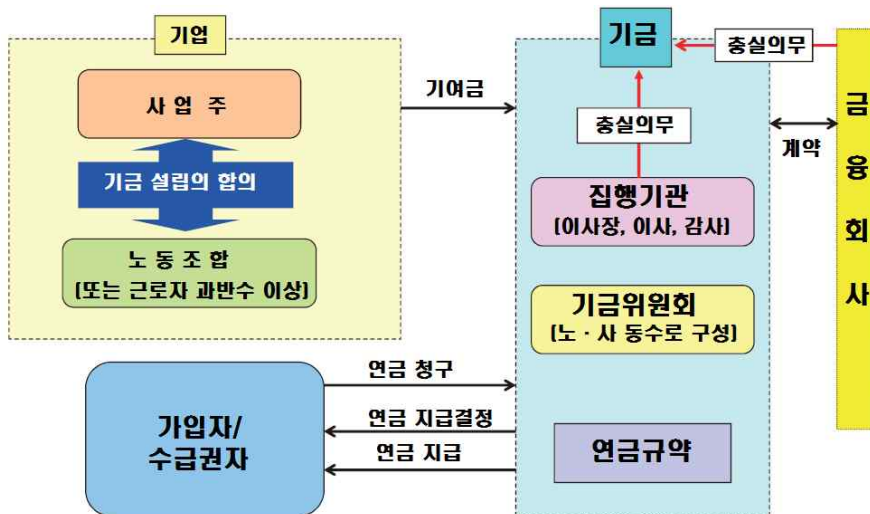 기업
사 업 주
기금 설립의 합의
노 동 조 합
(또는 근로자 과반수 이상)
기여금
기금
충실의무
충실의무
집행기관
(이사장, 이사, 감사)
기금위원회
(노 · 사 동수로 구성)
연금규약
계약
금융회사
가입자/
수급권자
연금 청구
연금 지급결정
연금 지급